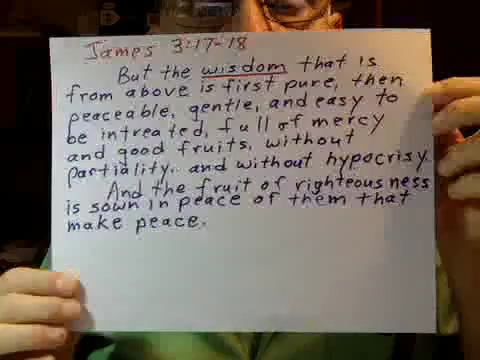 James 3:17-18
But the wisdom that is
from above is first pure, then
peaceable, gentle, and easy to
be intreated, full of mercy
and good fruits, without
partiality, and without hypocrisy.
And the fruit of righteousness
is sown in peace of them that
make peace.